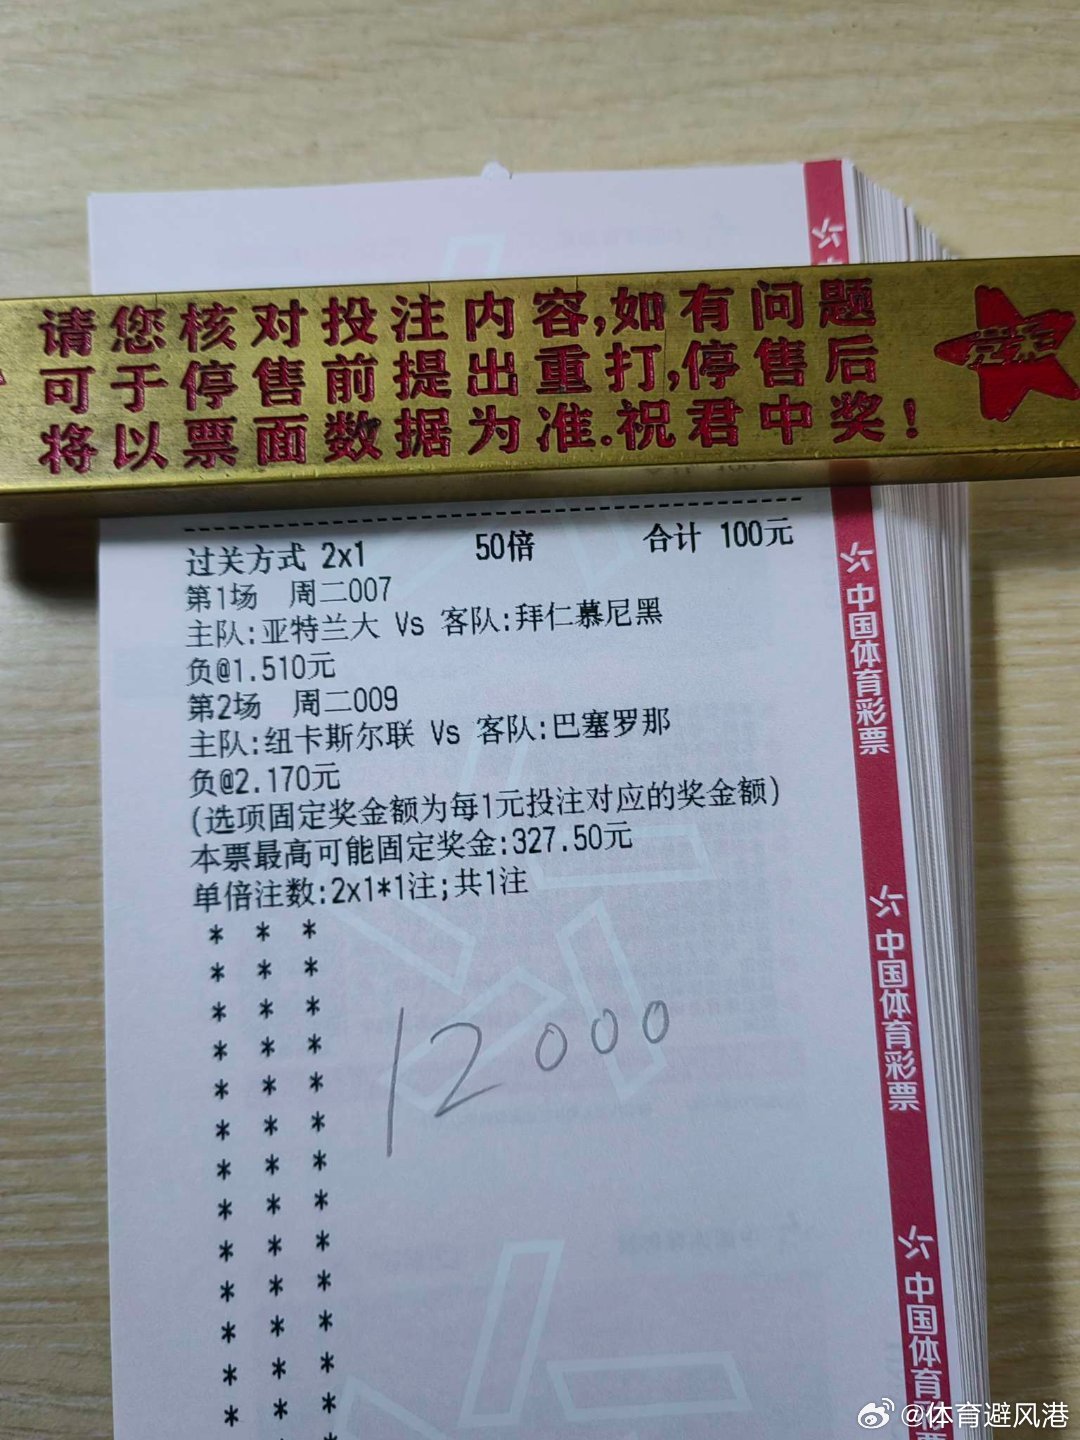 请您核对投注内容,如有问题
可于停售前提出重打,停售后
将以票面数据为准.祝君中奖!
过关方式 2x1 50倍 合计 100元
第1场 周二007
主队:亚特兰大 Vs 客队:拜仁慕尼黑
负@1.510元
第2场 周二009
主队:纽卡斯尔联 Vs 客队:巴塞罗那
负@2.170元
(选项固定奖金额为每1元投注对应的奖金额)
本票最高可能固定奖金:327.50元
单倍注数:2x1*1注;共1注
* * *
* * *
* * *
* * *
* * *
* * *
* * *
* * *
* * *
* * *
* * *
* * *
* * *
12000
中国体育彩票
中国体育彩票
中国体育彩票
@体育避风港